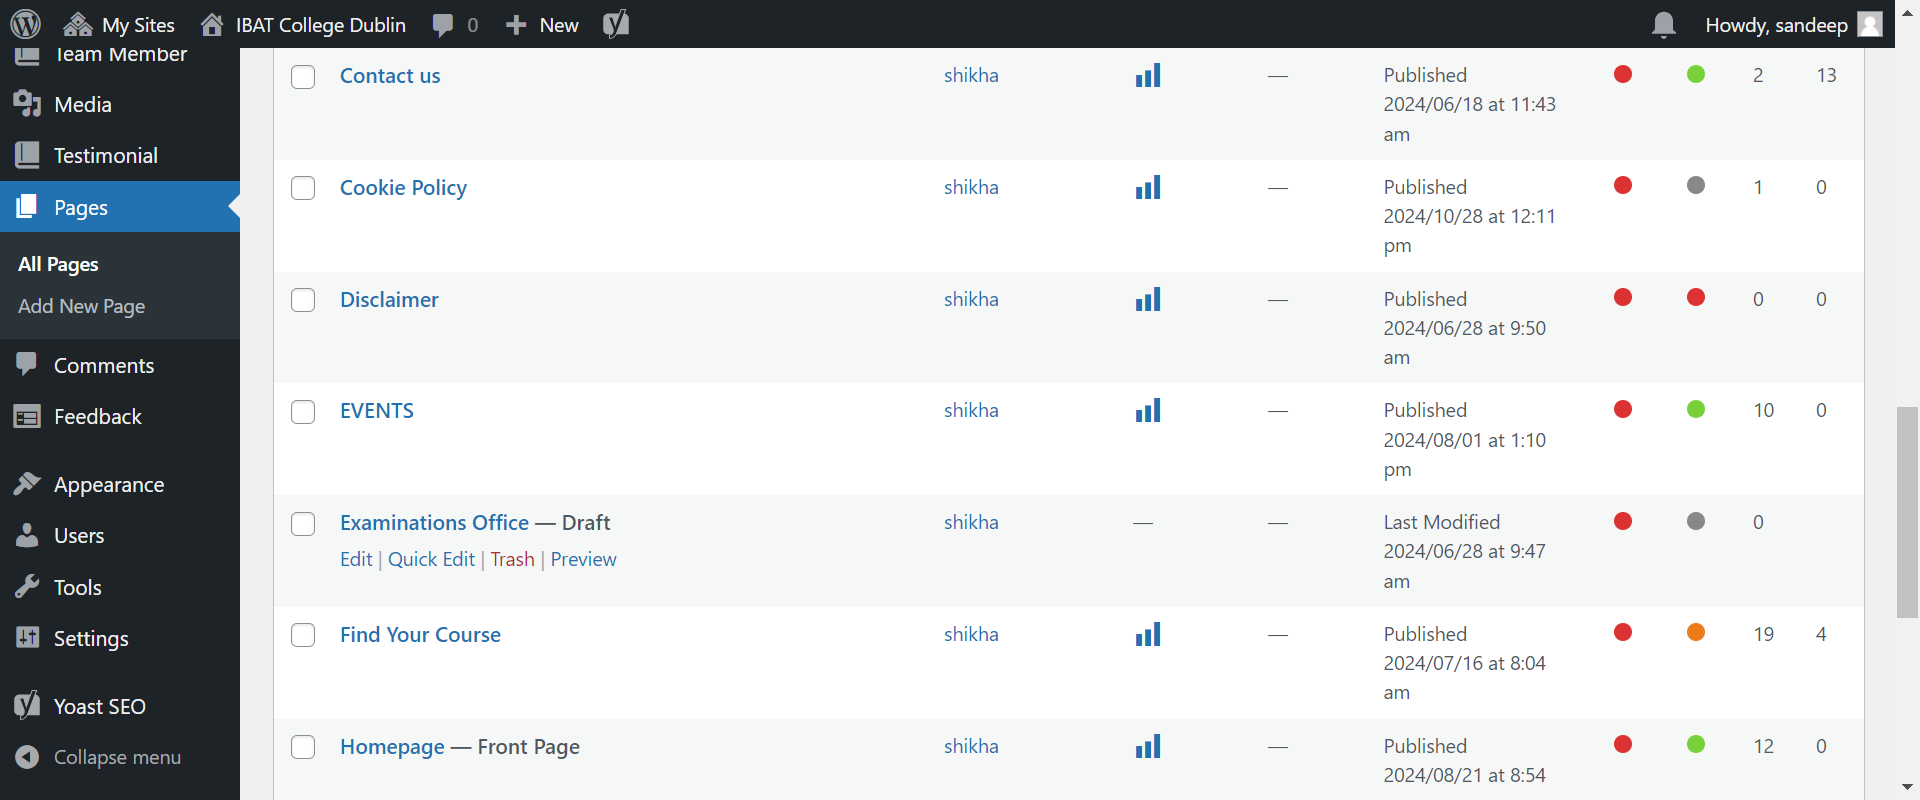 My Sites IBAT College Dublin 0 New Howdy, sandeep
Team Member
Media
Testimonial
Pages
All Pages
Add New Page
Comments
Feedback
Appearance
Users
Tools
Settings
Yoast SEO
Collapse menu
Contact us shikha — Published 2 13
2024/06/18 at 11:43
am
Cookie Policy shikha — Published 1 0
2024/10/28 at 12:11
pm
Disclaimer shikha — Published 0 0
2024/06/28 at 9:50
am
EVENTS shikha — Published 10 0
2024/08/01 at 1:10
pm
Examinations Office — Draft shikha — — Last Modified 0
Edit | Quick Edit | Trash | Preview 2024/06/28 at 9:47
am
Find Your Course shikha — Published 19 4
2024/07/16 at 8:04
am
Homepage — Front Page shikha — Published 12 0
2024/08/21 at 8:54